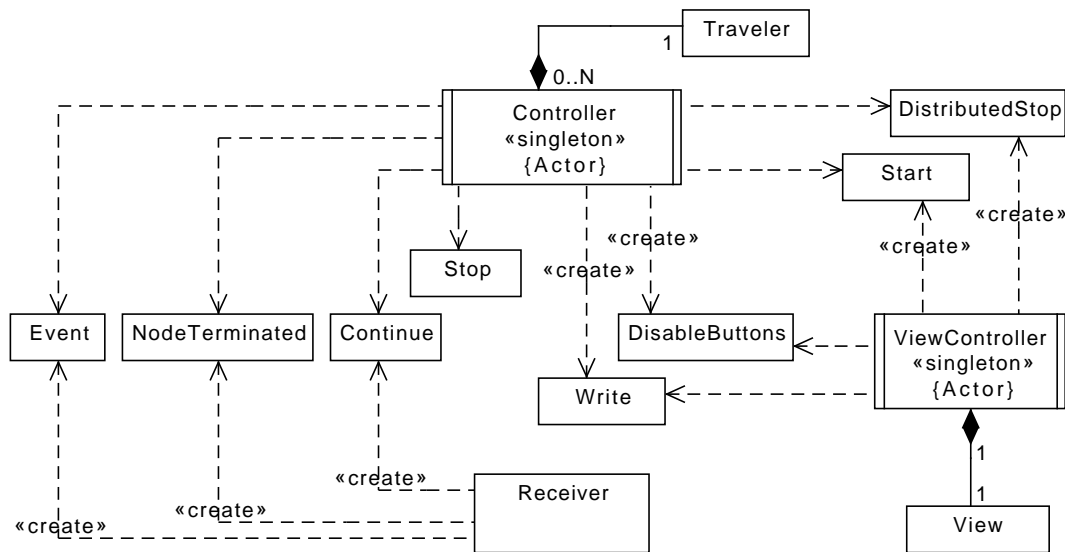 Traveler
1
0..N
Controller
«singleton»
{Actor}
DistributedStop
Start
«create»
«create»
«create»
«create»
Stop
Event
NodeTerminated
Continue
DisableButtons
ViewController
«singleton»
{Actor}
Write
1
«create»
«create»
«create»
Receiver
1
View